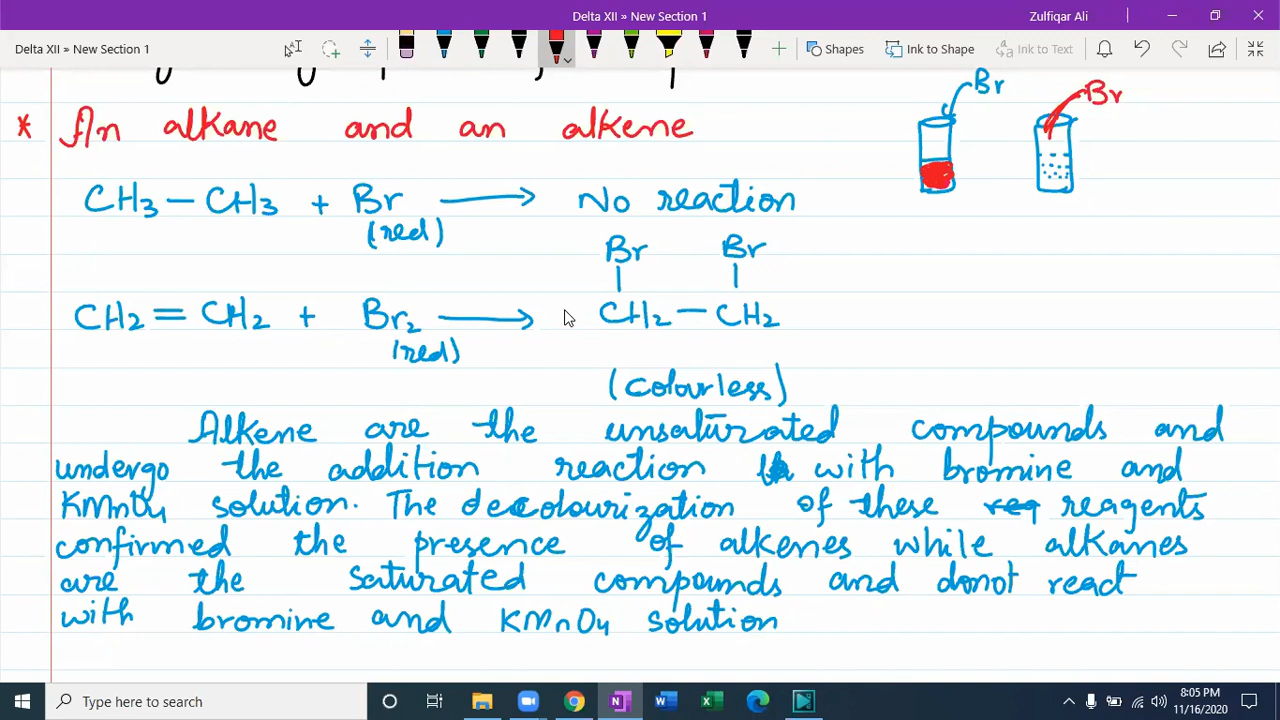 Delta XII » New Section 1
Zulfiqar Ali
Delta XII » New Section 1
Shapes
Ink to Shape
Ink to Text
Br
Br
* An alkane and an alkene
CH3 — CH3 + Br ⟶ No reaction
(red)
Br Br
CH2 = CH2 + Br2 ⟶ CH2 — CH2
(red)
(colourless)
Alkene are the unsaturated compounds and
undergo the addition reaction with bromine and
KMnO4 solution. The decolourization of these reagents
confirmed the presence of alkenes while alkanes
are the saturated compounds and donot react
with bromine and KMnO4 solution
Type here to search
8:05 PM
11/16/2020